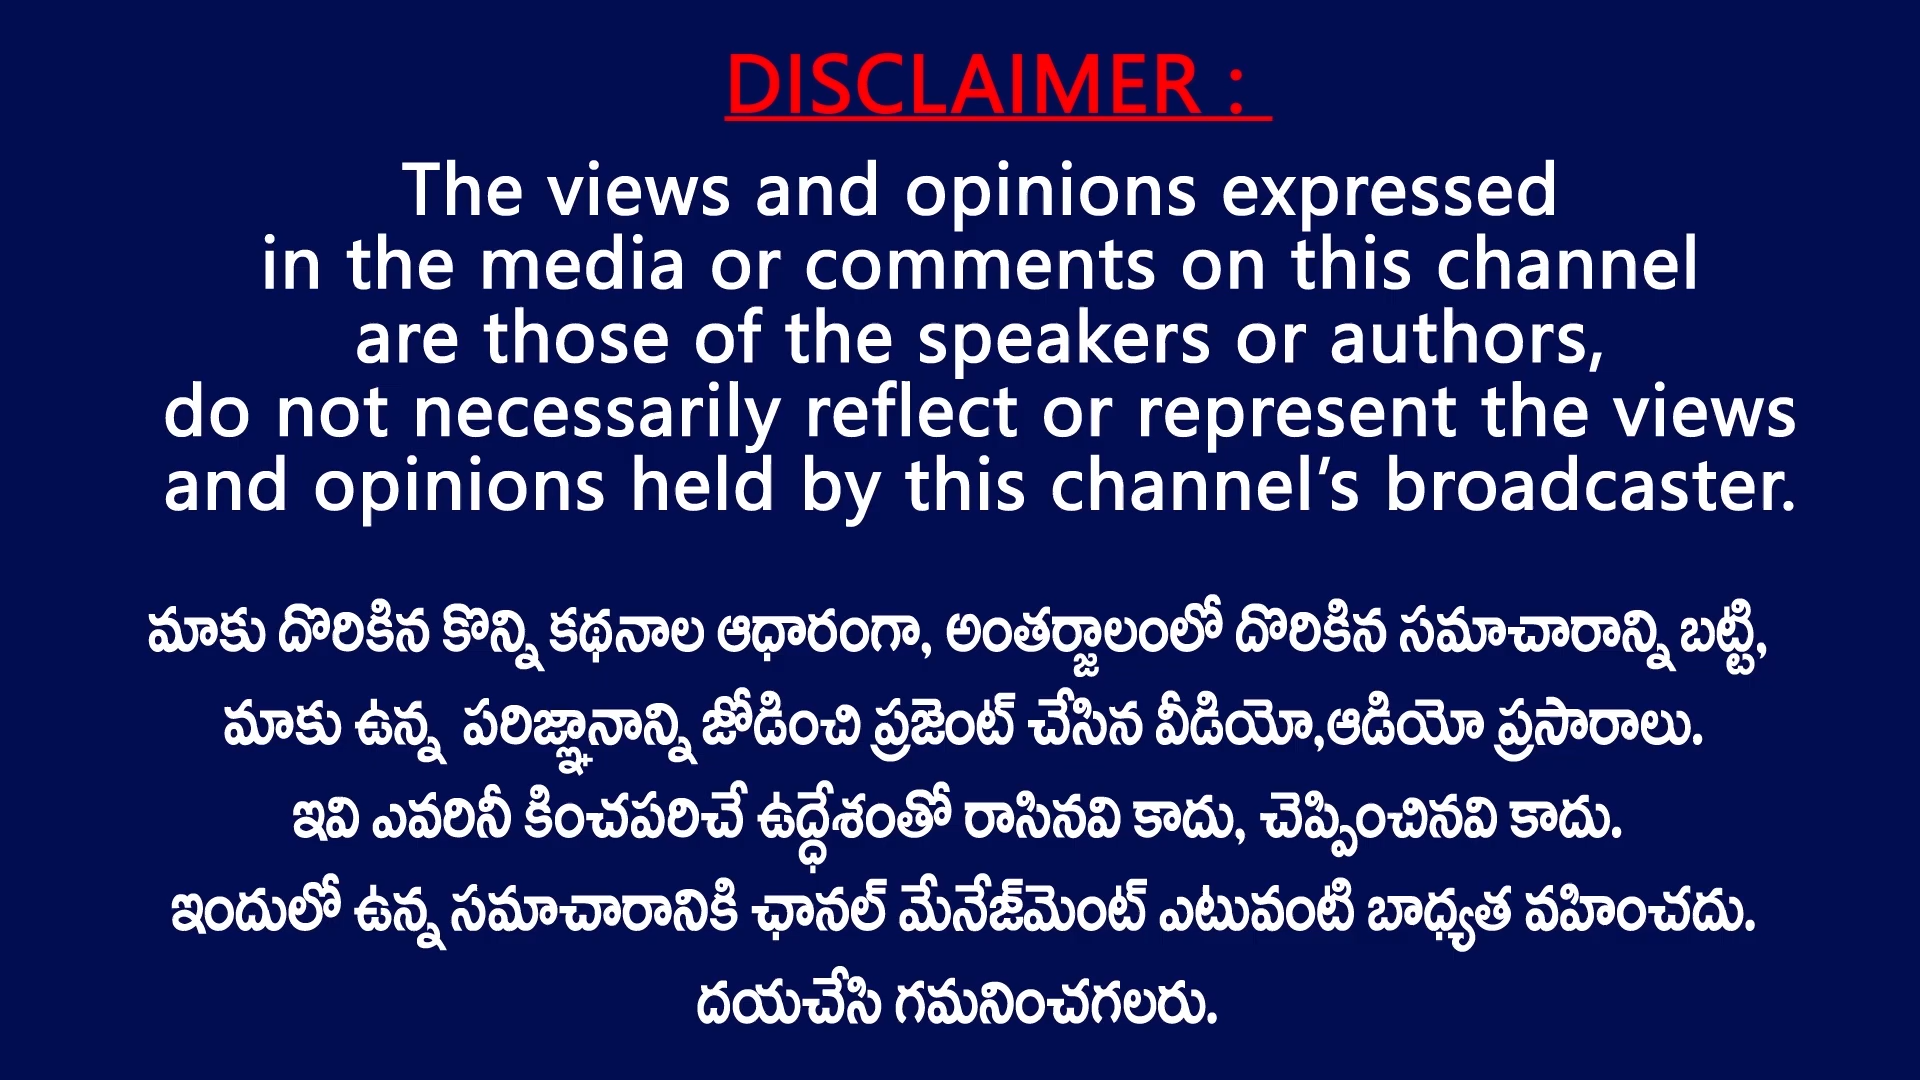 DISCLAIMER :
The views and opinions expressed
in the media or comments on this channel
are those of the speakers or authors,
do not necessarily reflect or represent the views
and opinions held by this channel’s broadcaster.
మాకు దొరికిన కొన్ని కథనాల ఆధారంగా, అంతర్జాలంలో దొరికిన సమాచారాన్ని బట్టి,
మాకు ఉన్న పరిజ్ఞానాన్ని జోడించి ప్రజెంట్ చేసిన వీడియో,ఆడియో ప్రసారాలు.
ఇవి ఎవరినీ కించపరిచే ఉద్ధేశంతో రాసినవి కాదు, చెప్పించినవి కాదు.
ఇందులో ఉన్న సమాచారానికి ఛానల్ మేనేజ్‌మెంట్ ఎటువంటి బాధ్యత వహించదు.
దయచేసి గమనించగలరు.